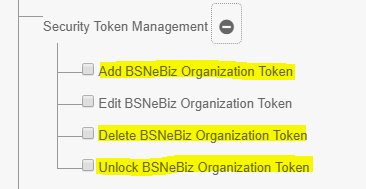 Security Token Management
Add BSNeBiz Organization Token
Edit BSNeBiz Organization Token
Delete BSNeBiz Organization Token
Unlock BSNeBiz Organization Token